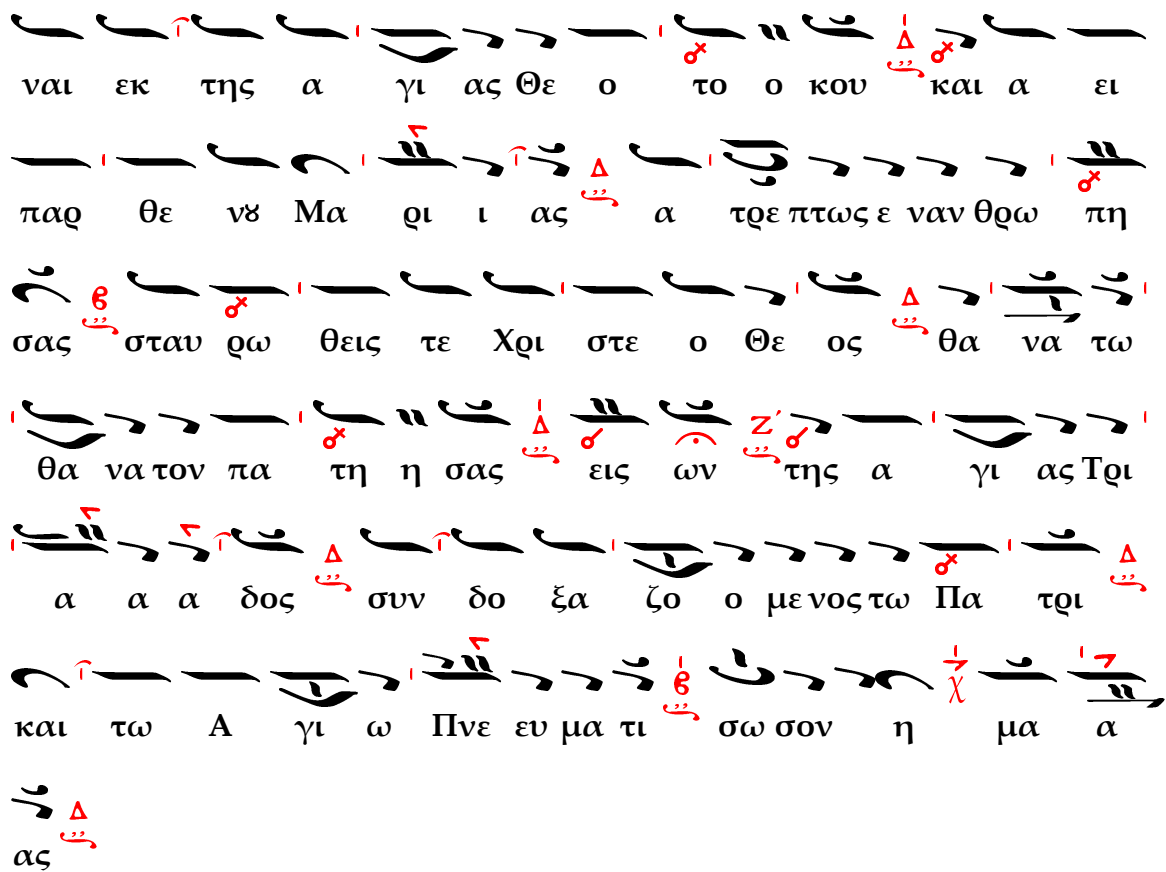 ναι εκ της α γι ας Θε ο το ο κου και α ει
παρ θε νȣ Μα ρι ι ας α τρε πτως ε ναν θρω πη
σας σταυ ρω θεις τε Χρι στε ο Θε ος θα να τω
θα να τον πα τη η σας εις ων της α γι ας Τρι
α α α δος συν δο ξα ζο ο με νος τω Πα τρι
και τω Α γι ω Πνε ευ μα τι σω σον η μα α
ας